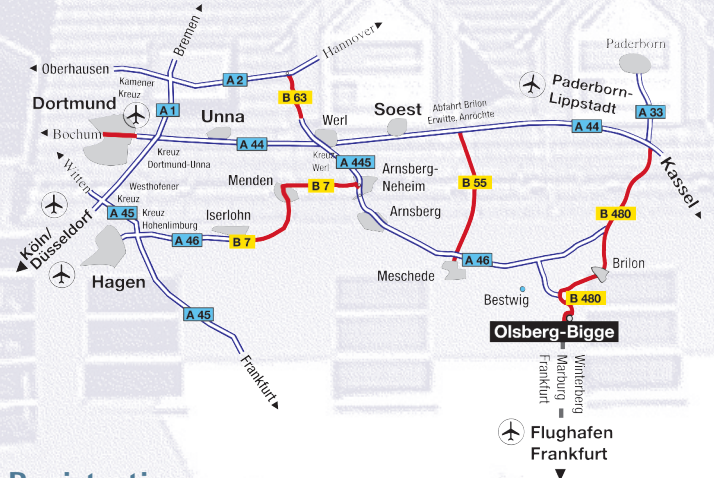 Bremen
Hannover
Paderborn
Oberhausen
Kamener
Kreuz
A 2
B 63
Paderborn-
Lippstadt
Dortmund
A 1
Unna
Werl
Soest
Abfahrt Brilon
Erwitte, Anröchte
A 44
A 33
Bochum
A 44
Kreuz
Dortmund-Unna
Kreuz
Werl
A 445
Kassel
Witten
Westhofener
Kreuz
Menden
B 7
Arnsberg-
Neheim
B 55
A 45
Kreuz
Hohenlimburg
Iserlohn
Arnsberg
B 480
Köln/
Düsseldorf
A 46
B 7
Hagen
Meschede
A 46
Brilon
Bestwig
B 480
A 45
Olsberg-Bigge
Frankfurt
Winterberg
Marburg
Frankfurt
Flughafen
Frankfurt